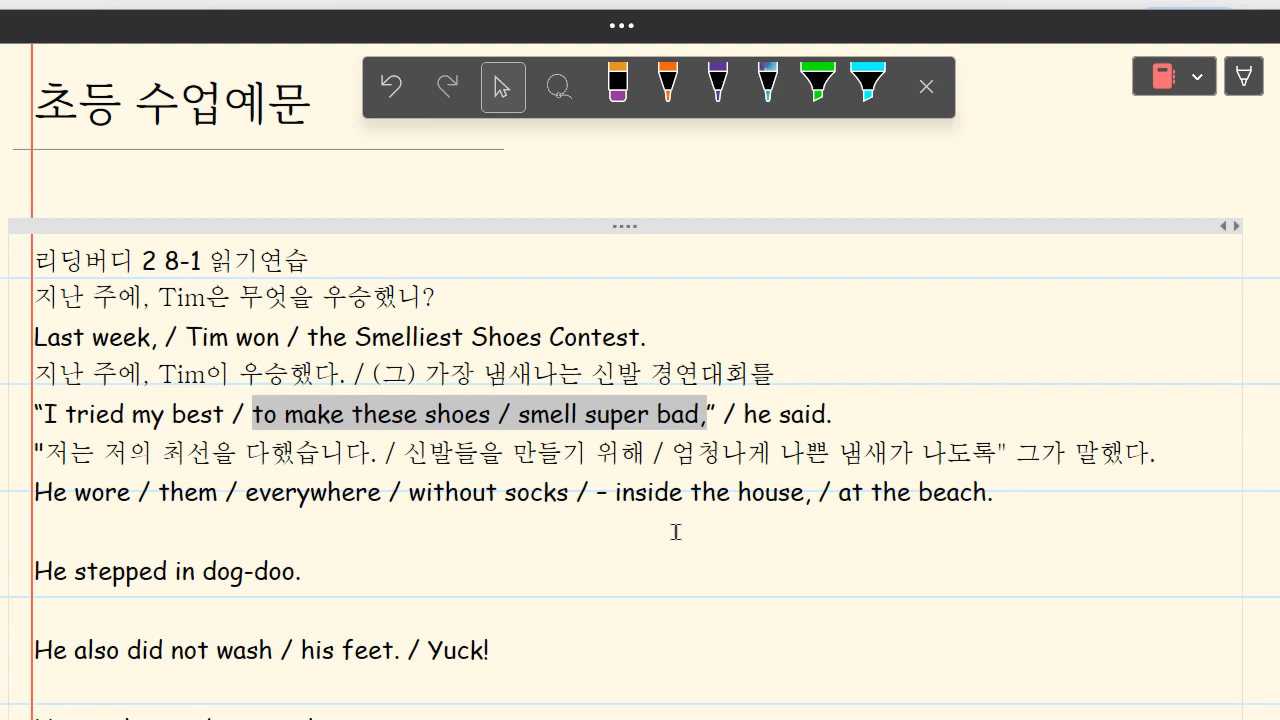 초등 수업예문
리딩버디 2 8-1 읽기연습
지난 주에, Tim은 무엇을 우승했니?
Last week, / Tim won / the Smelliest Shoes Contest.
지난 주에, Tim이 우승했다. / (그) 가장 냄새나는 신발 경연대회를
“I tried my best / to make these shoes / smell super bad,” / he said.
"저는 저의 최선을 다했습니다. / 신발들을 만들기 위해 / 엄청나게 나쁜 냄새가 나도록" 그가 말했다.
He wore / them / everywhere / without socks / – inside the house, / at the beach.
He stepped in dog-doo.
He also did not wash / his feet. / Yuck!